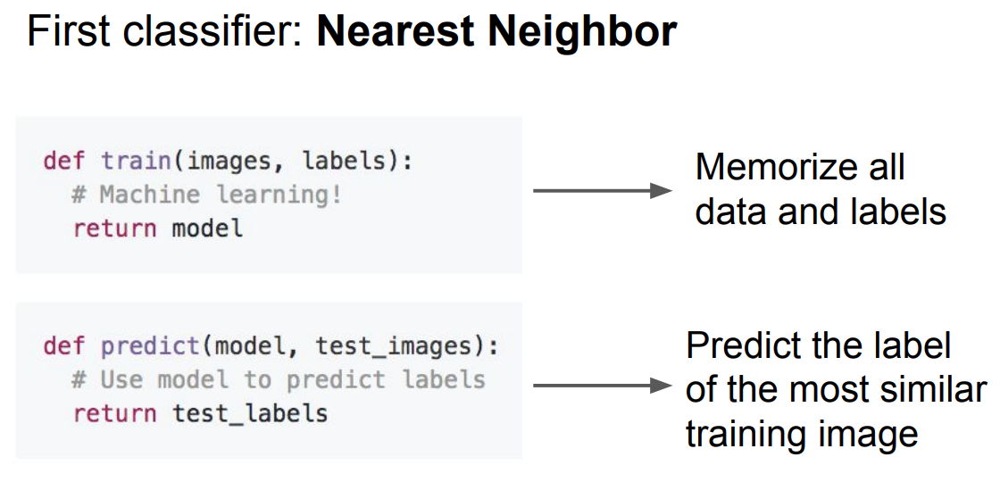 First classifier: Nearest Neighbor
def train(images, labels):
# Machine learning!
return model
Memorize all
data and labels
def predict(model, test_images):
# Use model to predict labels
return test_labels
Predict the label
of the most similar
training image